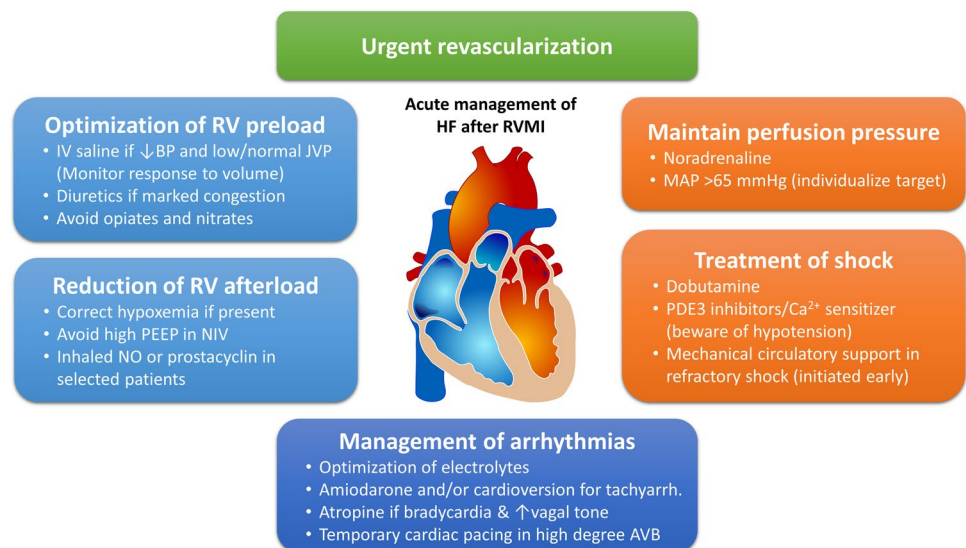 Urgent revascularization
Acute management of
HF after RVMI
Optimization of RV preload
• IV saline if ↓BP and low/normal JVP
(Monitor response to volume)
• Diuretics if marked congestion
• Avoid opiates and nitrates
Reduction of RV afterload
• Correct hypoxemia if present
• Avoid high PEEP in NIV
• Inhaled NO or prostacyclin in
selected patients
Maintain perfusion pressure
• Noradrenaline
• MAP >65 mmHg (individualize target)
Treatment of shock
• Dobutamine
• PDE3 inhibitors/Ca²⁺ sensitizer
(beware of hypotension)
• Mechanical circulatory support in
refractory shock (initiated early)
Management of arrhythmias
• Optimization of electrolytes
• Amiodarone and/or cardioversion for tachyarrh.
• Atropine if bradycardia & ↑vagal tone
• Temporary cardiac pacing in high degree AVB